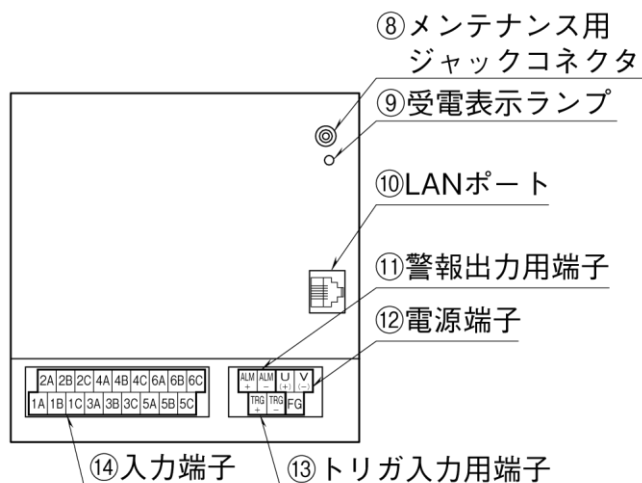 ⑧メンテナンス用
ジャックコネクタ
⑨受電表示ランプ
⑩LANポート
⑪警報出力用端子
⑫電源端子
2A 2B 2C 4A 4B 4C 6A 6B 6C
1A 1B 1C 3A 3B 3C 5A 5B 5C
ALM + ALM − U (+) V (−)
TRG + TRG − FG
⑭入力端子
⑬トリガ入力用端子